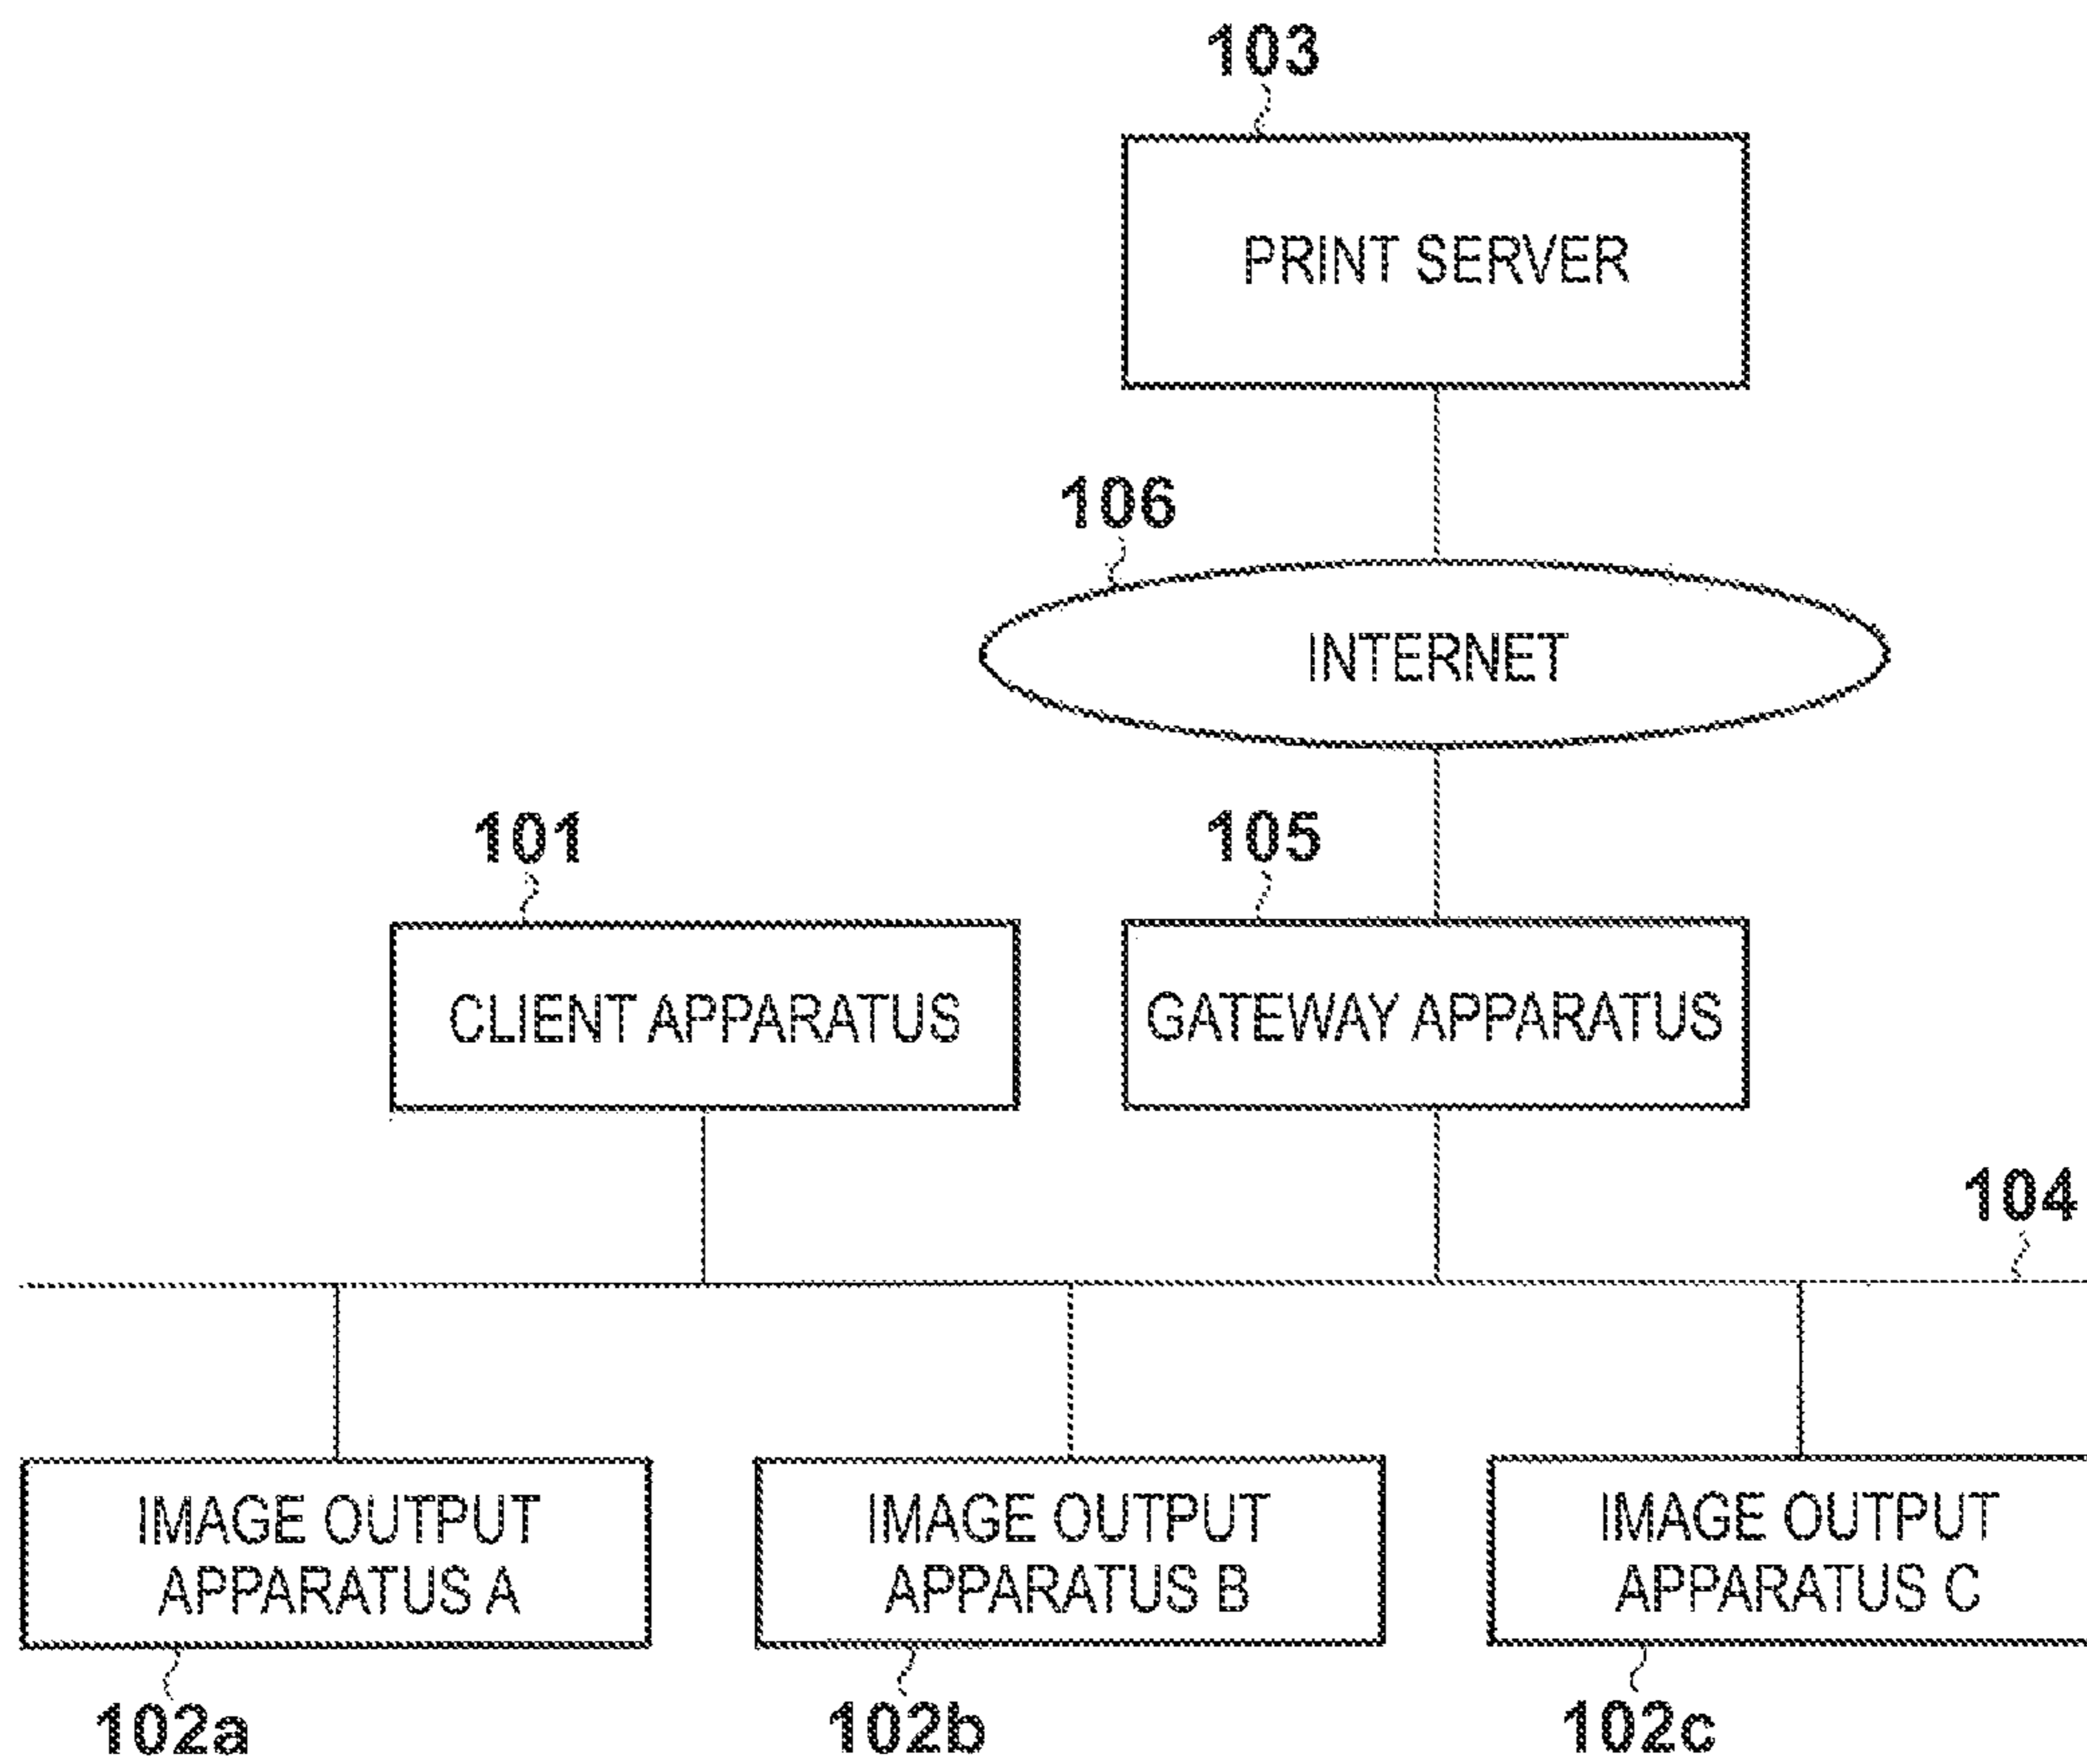 103
PRINT SERVER
106
INTERNET
101
105
CLIENT APPARATUS
GATEWAY APPARATUS
104
IMAGE OUTPUT
APPARATUS A
IMAGE OUTPUT
APPARATUS B
IMAGE OUTPUT
APPARATUS C
102a
102b
102c